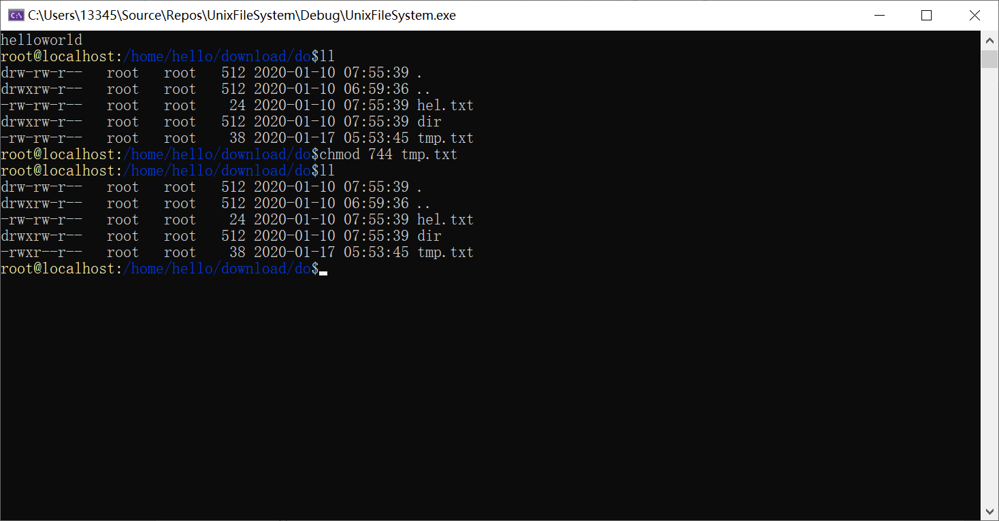 C:\Users\13345\Source\Repos\UnixFileSystem\Debug\UnixFileSystem.exe
helloworld
root@localhost:/home/hello/download/do$ll
drw-rw-r--   root   root   512 2020-01-10 07:55:39 .
drwxrw-r--   root   root   512 2020-01-10 06:59:36 ..
-rw-rw-r--   root   root    24 2020-01-10 07:55:39 hel.txt
drwxrw-r--   root   root   512 2020-01-10 07:55:39 dir
-rw-rw-r--   root   root    38 2020-01-17 05:53:45 tmp.txt
root@localhost:/home/hello/download/do$chmod 744 tmp.txt
root@localhost:/home/hello/download/do$ll
drw-rw-r--   root   root   512 2020-01-10 07:55:39 .
drwxrw-r--   root   root   512 2020-01-10 06:59:36 ..
-rw-rw-r--   root   root    24 2020-01-10 07:55:39 hel.txt
drwxrw-r--   root   root   512 2020-01-10 07:55:39 dir
-rwxr--r--   root   root    38 2020-01-17 05:53:45 tmp.txt
root@localhost:/home/hello/download/do$